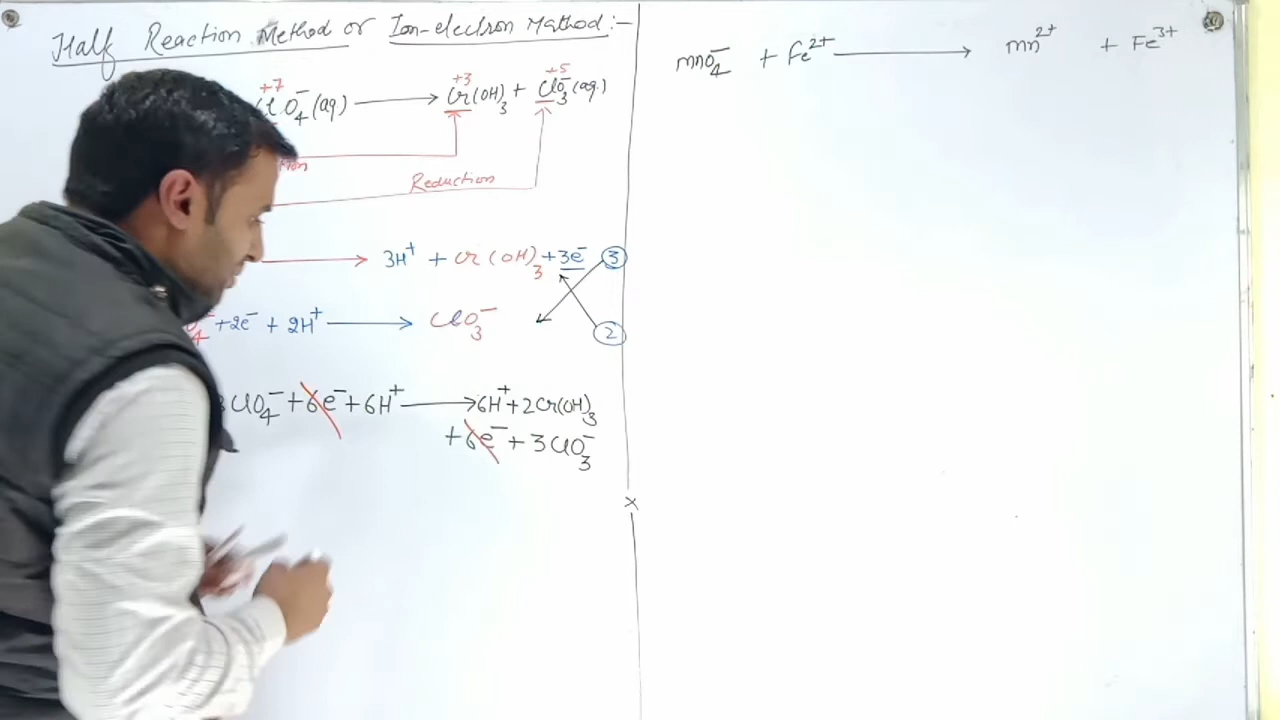 Half Reaction Method or Ion-electron Mathod:-
+7 +3 +5
ClO₄⁻(aq) ⟶ Cr(OH)₃ + ClO₃⁻(aq.)
Reduction
⟶ 3H⁺ + Cr(OH)₃ +3e⁻ ③
+2e⁻ + 2H⁺ ⟶ ClO₃⁻ ②
ClO₄⁻ +6e⁻ +6H⁺ ⟶ 6H⁺ +2Cr(OH)₃
+6e⁻ + 3ClO₃⁻
x
mnO₄⁻ + Fe²⁺ ⟶ mn²⁺ + Fe³⁺